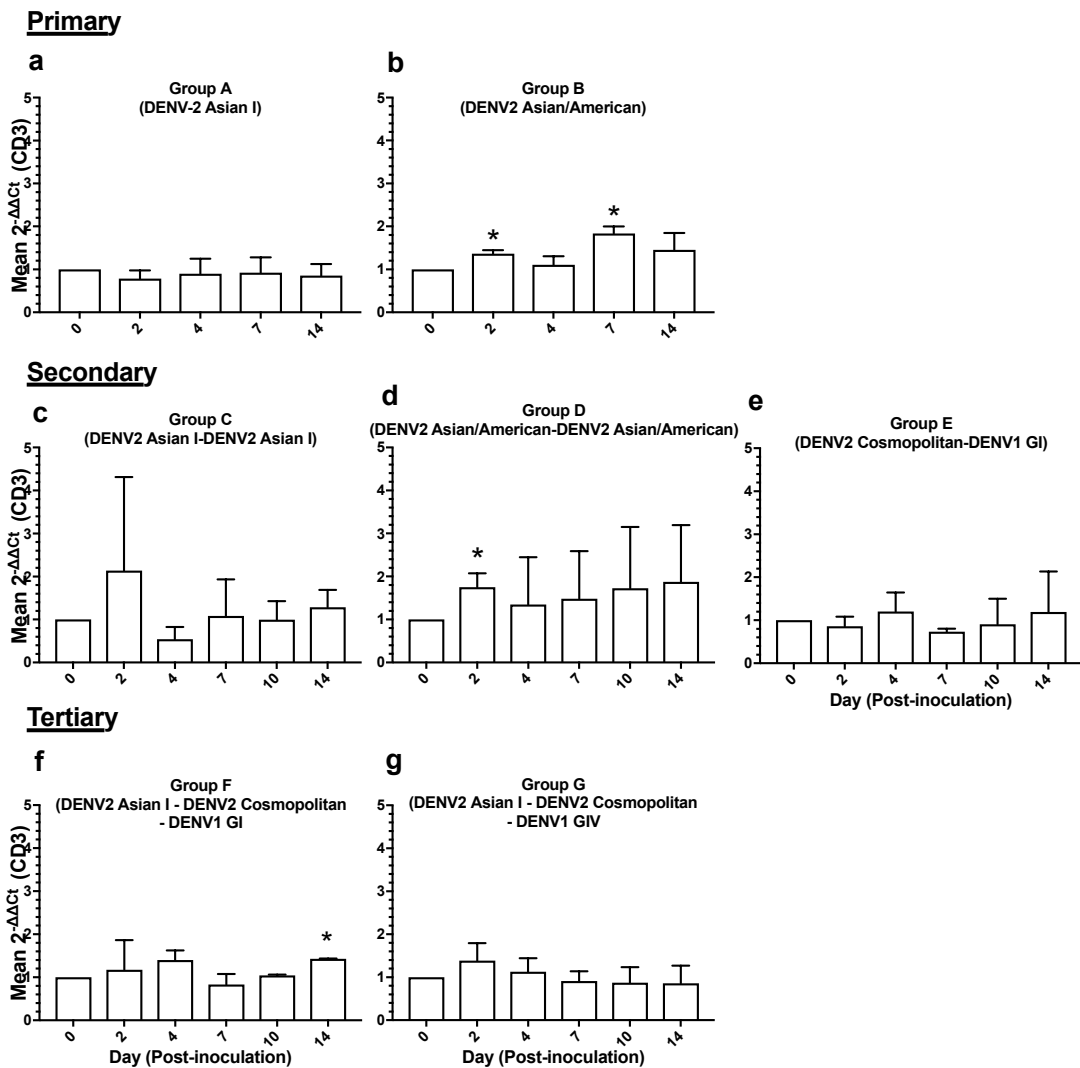 Primary
a
Group A
(DENV-2 Asian I)
Mean 2-ΔΔCt (CD3)
5
4
3
2
1
0
0 2 4 7 14
b
Group B
(DENV2 Asian/American)
5
4
3
2
1
0
* *
0 2 4 7 14
Secondary
c
Group C
(DENV2 Asian I-DENV2 Asian I)
Mean 2-ΔΔCt (CD3)
5
4
3
2
1
0
0 2 4 7 10 14
d
Group D
(DENV2 Asian/American-DENV2 Asian/American)
5
4
3
2
1
0
*
0 2 4 7 10 14
e
Group E
(DENV2 Cosmopolitan-DENV1 GI)
5
4
3
2
1
0
0 2 4 7 10 14
Day (Post-inoculation)
Tertiary
f
Group F
(DENV2 Asian I - DENV2 Cosmopolitan
- DENV1 GI
Mean 2-ΔΔCt (CD3)
5
4
3
2
1
0
*
0 2 4 7 10 14
Day (Post-inoculation)
g
Group G
(DENV2 Asian I - DENV2 Cosmopolitan
- DENV1 GIV
5
4
3
2
1
0
0 2 4 7 10 14
Day (Post-inoculation)